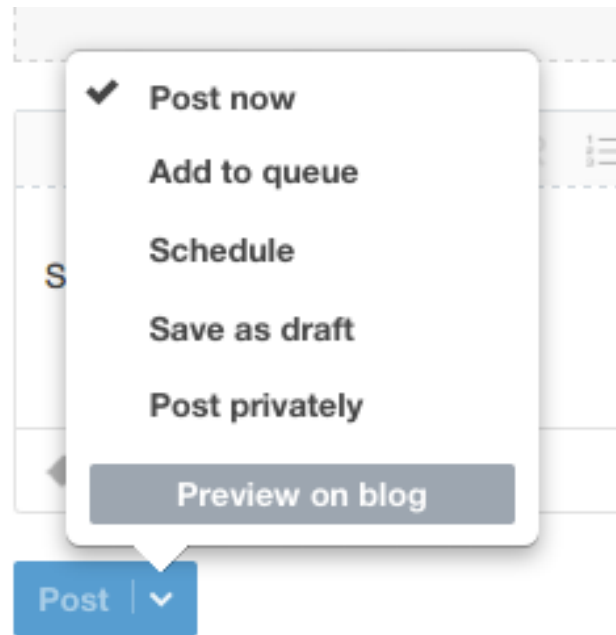 Post now
Add to queue
Schedule
S
Save as draft
Post privately
Preview on blog
Post